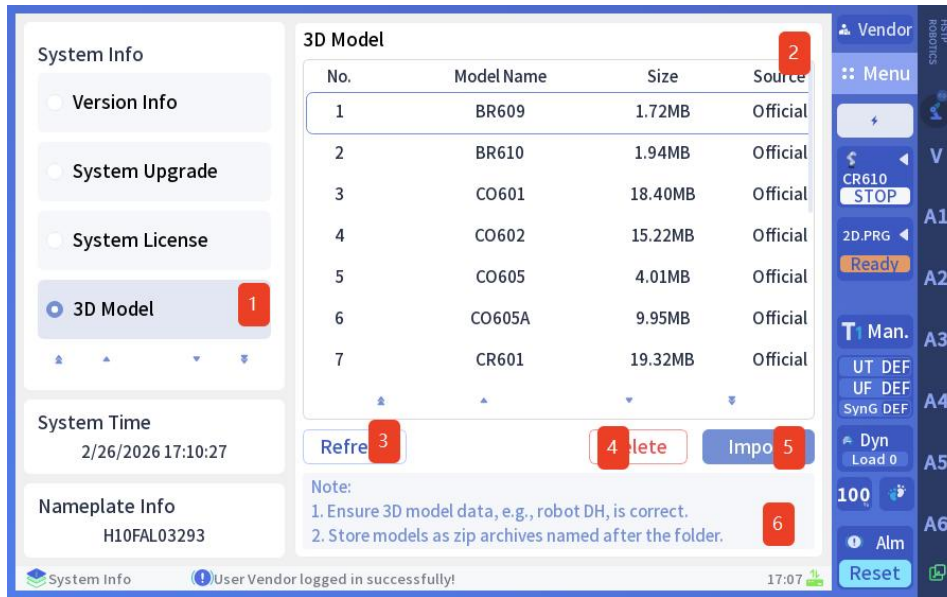 System Info
Version Info
System Upgrade
System License
3D Model
1
System Time
2/26/2026 17:10:27
Nameplate Info
H10FAL03293
3D Model
2
No. Model Name Size Source
1 BR609 1.72MB Official
2 BR610 1.94MB Official
3 CO601 18.40MB Official
4 CO602 15.22MB Official
5 CO605 4.01MB Official
6 CO605A 9.95MB Official
7 CR601 19.32MB Official
3
4
5
Note:
1. Ensure 3D model data, e.g., robot DH, is correct.
2. Store models as zip archives named after the folder.
6
System Info User Vendor logged in successfully! 17:07
Vendor
Menu
CR610
STOP
2D.PRG
Ready
T1 Man.
UT DEF
UF DEF
SynG DEF
Dyn
Load 0
100 %
Alm
Reset
ROBOTICS
V
A1
A2
A3
A4
A5
A6